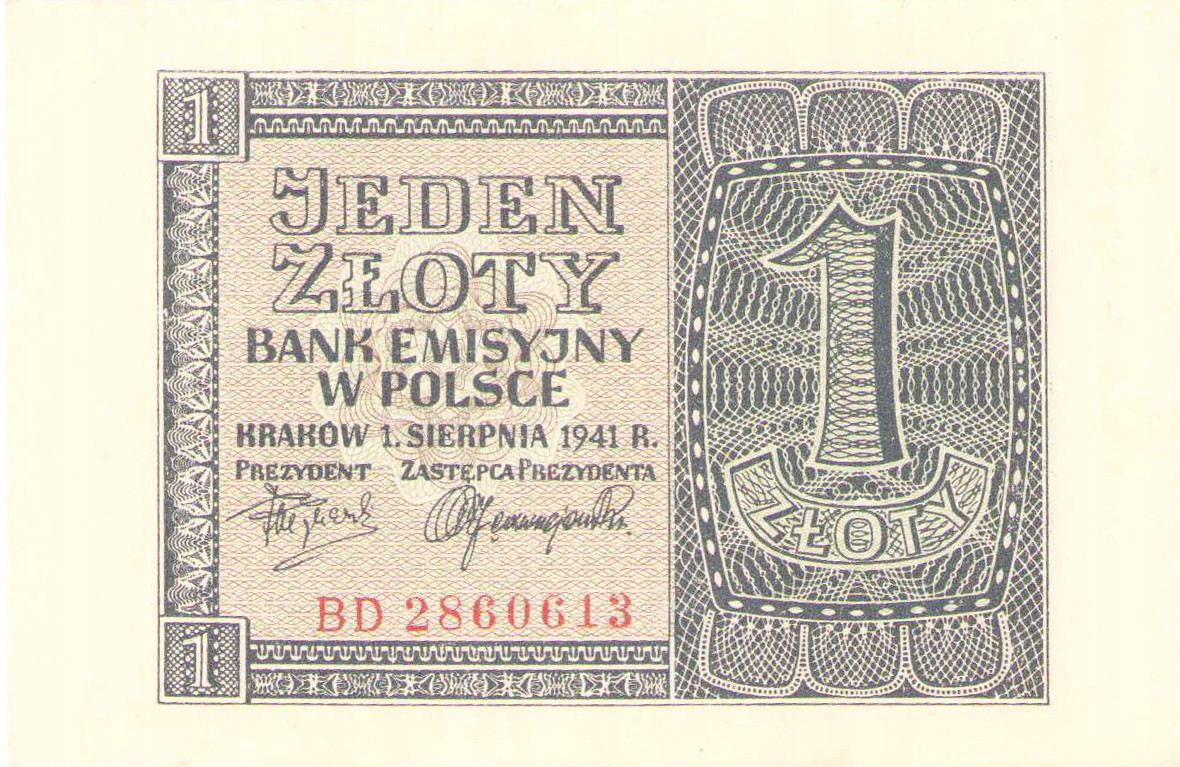 1
JEDEN
ZŁOTY
BANK EMISYJNY
W POLSCE
KRAKÓW 1. SIERPNIA 1941 R.
PREZYDENT ZASTĘPCA PREZYDENTA
BD 2860613
1
1
ZŁOTY